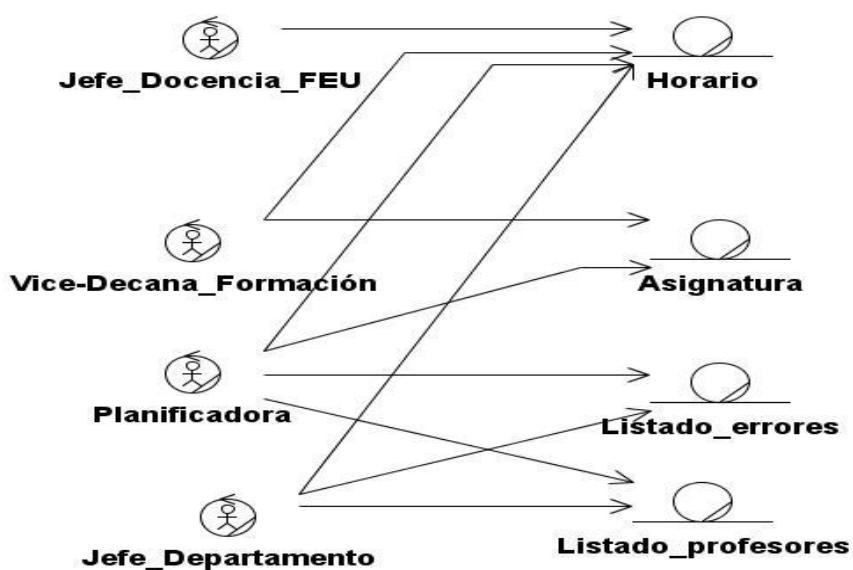 Jefe_Docencia_FEU
Horario
Vice-Decana_Formación
Asignatura
Planificadora
Listado_errores
Jefe_Departamento
Listado_profesores